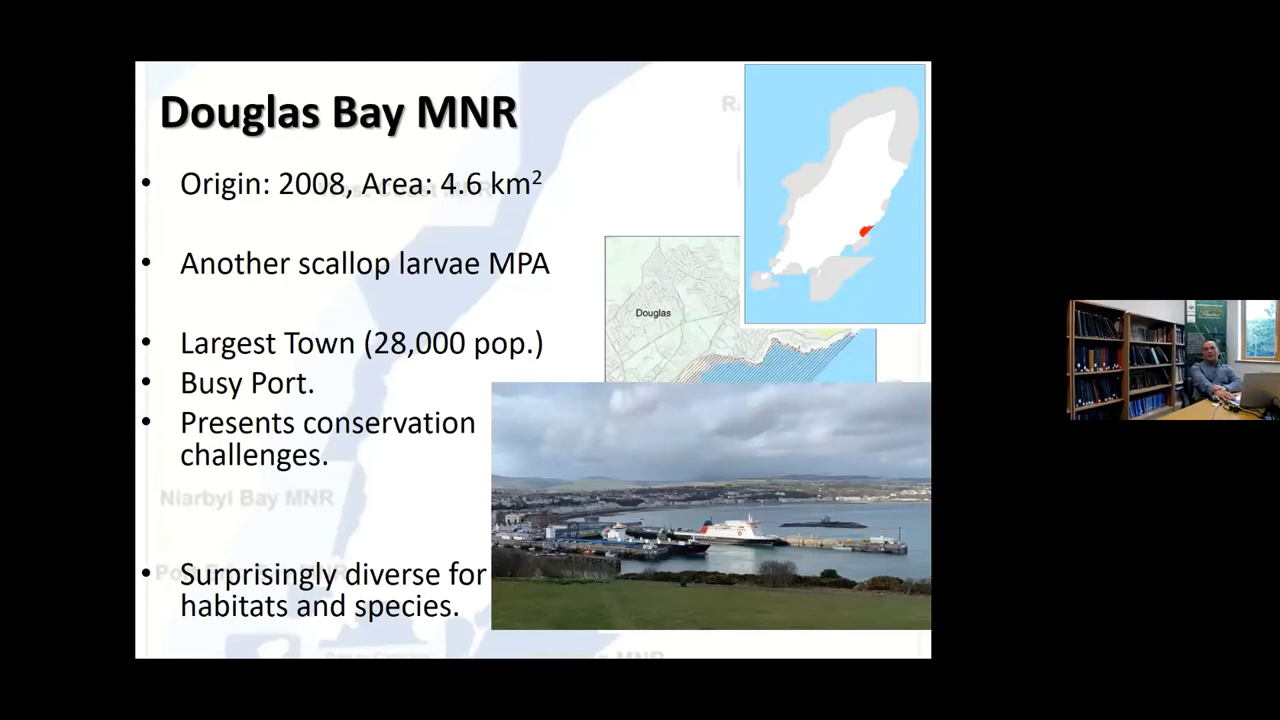 Douglas Bay MNR
• Origin: 2008, Area: 4.6 km²
• Another scallop larvae MPA
• Largest Town (28,000 pop.)
• Busy Port.
• Presents conservation
challenges.
Niarbyl Bay MNR
• Surprisingly diverse for
habitats and species.
Douglas